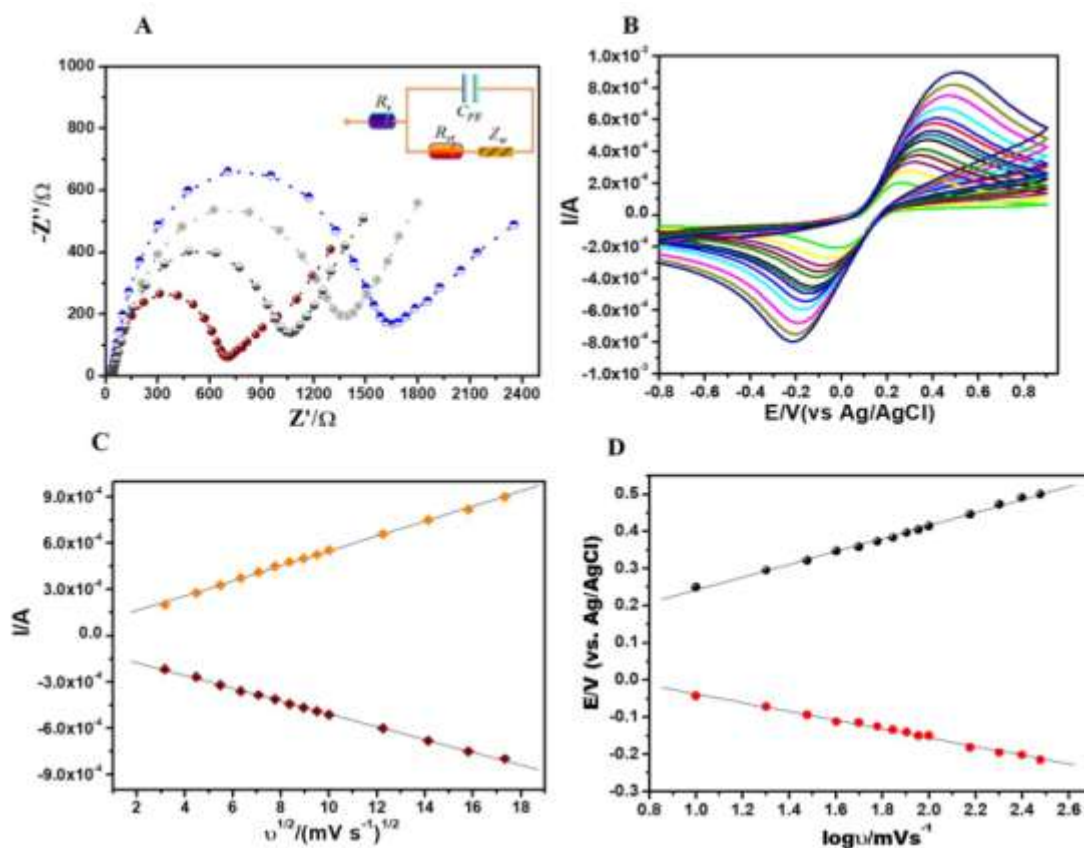 A
1000
800
600
400
200
0
-Z''/Ω
0 300 600 900 1200 1500 1800 2100 2400
Z'/Ω
Rs
CPE
Rct
Zw
B
1.0x10⁻³
8.0x10⁻⁴
6.0x10⁻⁴
4.0x10⁻⁴
2.0x10⁻⁴
0.0
-2.0x10⁻⁴
-4.0x10⁻⁴
-6.0x10⁻⁴
-8.0x10⁻⁴
-1.0x10⁻³
I/A
-0.8 -0.6 -0.4 -0.2 0.0 0.2 0.4 0.6 0.8
E/V(vs Ag/AgCl)
C
9.0x10⁻⁴
6.0x10⁻⁴
3.0x10⁻⁴
0.0
-3.0x10⁻⁴
-6.0x10⁻⁴
-9.0x10⁻⁴
I/A
2 4 6 8 10 12 14 16 18
υ^1/2/(mV s⁻¹)^1/2
D
0.5
0.4
0.3
0.2
0.1
0.0
-0.1
-0.2
-0.3
E/V (vs. Ag/AgCl)
0.8 1.0 1.2 1.4 1.6 1.8 2.0 2.2 2.4 2.6
logυ/mVs⁻¹